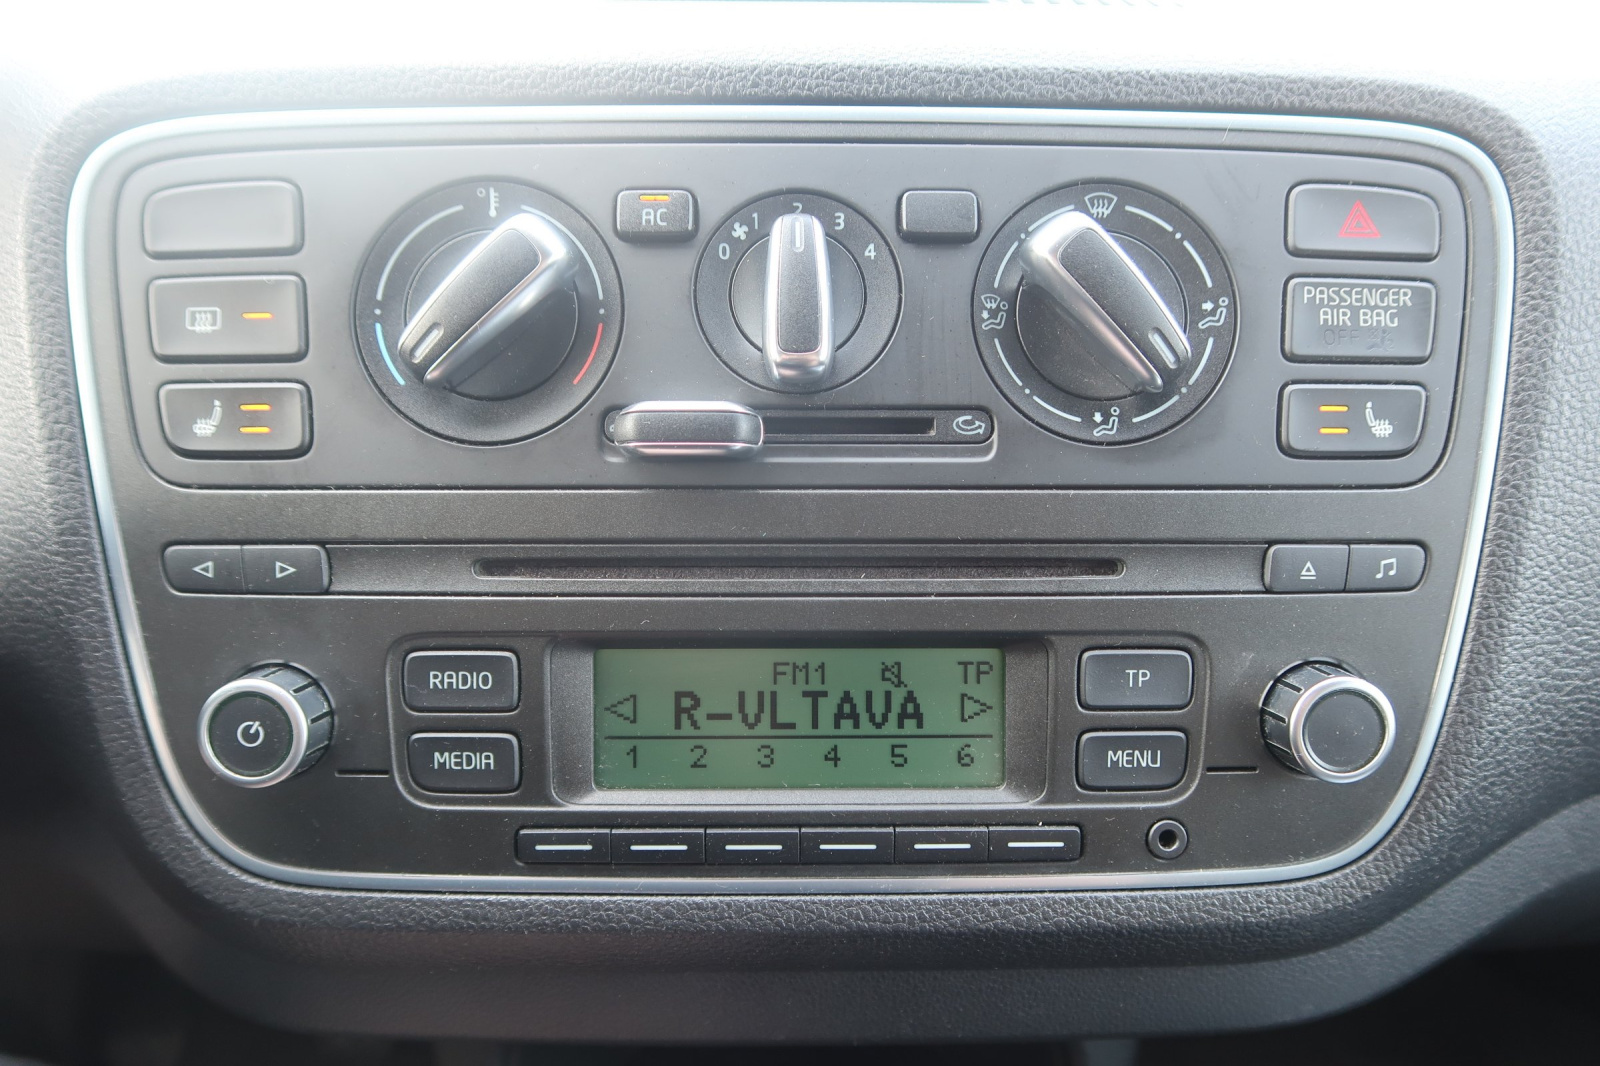 AC
0 1 2 3 4
PASSENGER
AIR BAG
OFF
RADIO
MEDIA
FM1 TP
R-VLTAVA
1 2 3 4 5 6
TP
MENU